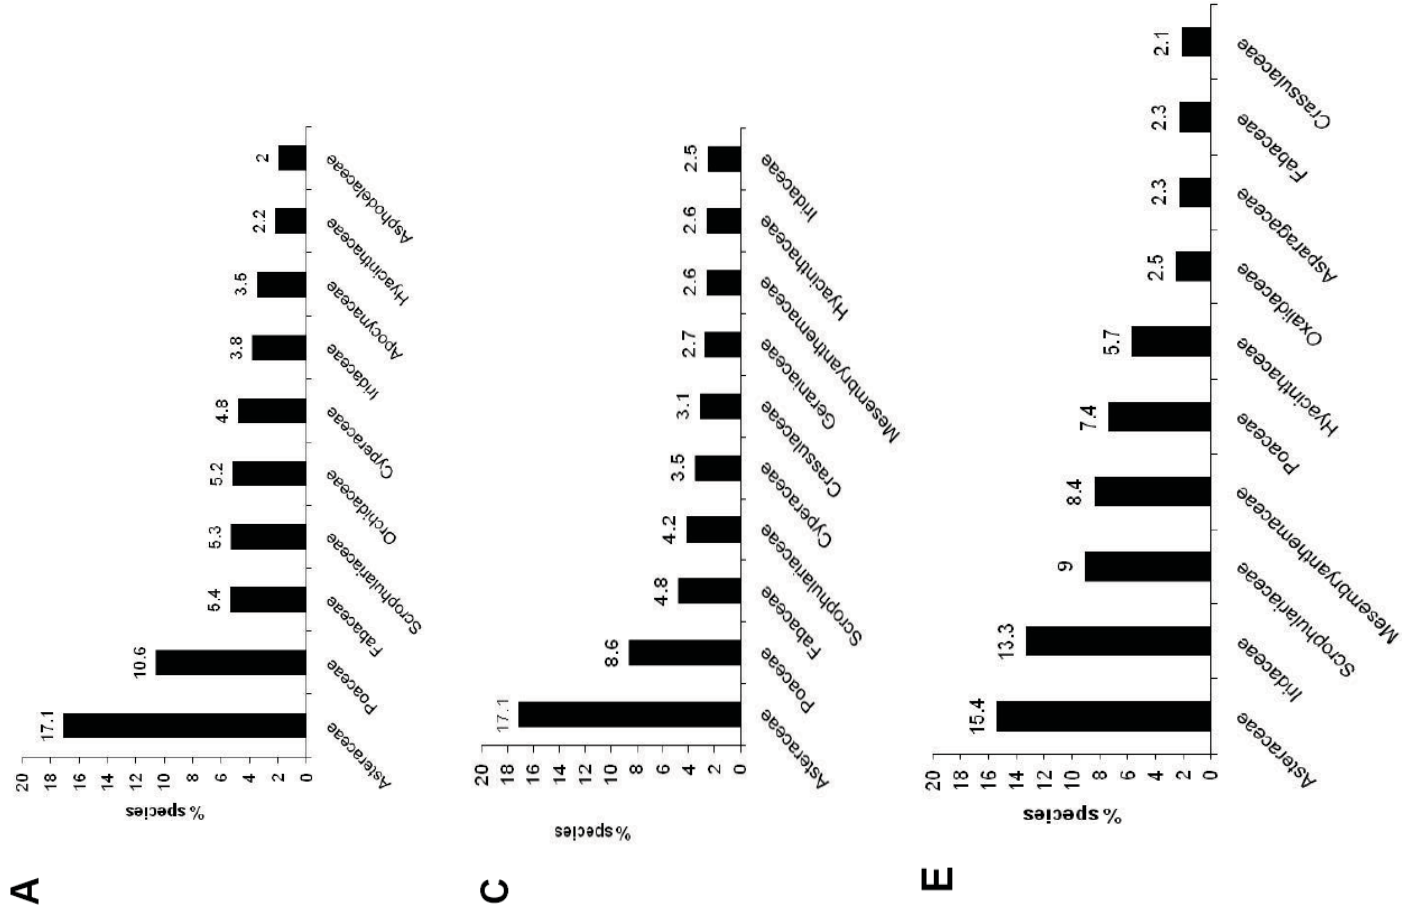 A
% species
20
18
16
14
12
10
8
6
4
2
0
17.1
10.6
5.4
5.3
5.2
4.8
3.8
3.5
2.2
2
Asteraceae
Poaceae
Fabaceae
Scrophulariaceae
Orchidaceae
Cyperaceae
Iridaceae
Apocynaceae
Hyacinthaceae
Asphodelaceae
C
% species
20
18
16
14
12
10
8
6
4
2
0
17.1
8.6
4.8
4.2
3.5
3.1
2.7
2.6
2.6
2.5
Asteraceae
Poaceae
Fabaceae
Scrophulariaceae
Cyperaceae
Crassulaceae
Geraniaceae
Mesembryanthemaceae
Hyacinthaceae
Iridaceae
E
% species
20
18
16
14
12
10
8
6
4
2
0
15.4
13.3
9
8.4
7.4
5.7
2.5
2.3
2.3
2.1
Asteraceae
Iridaceae
Scrophulariaceae
Mesembryanthemaceae
Poaceae
Hyacinthaceae
Oxalidaceae
Asparagaceae
Fabaceae
Crassulaceae